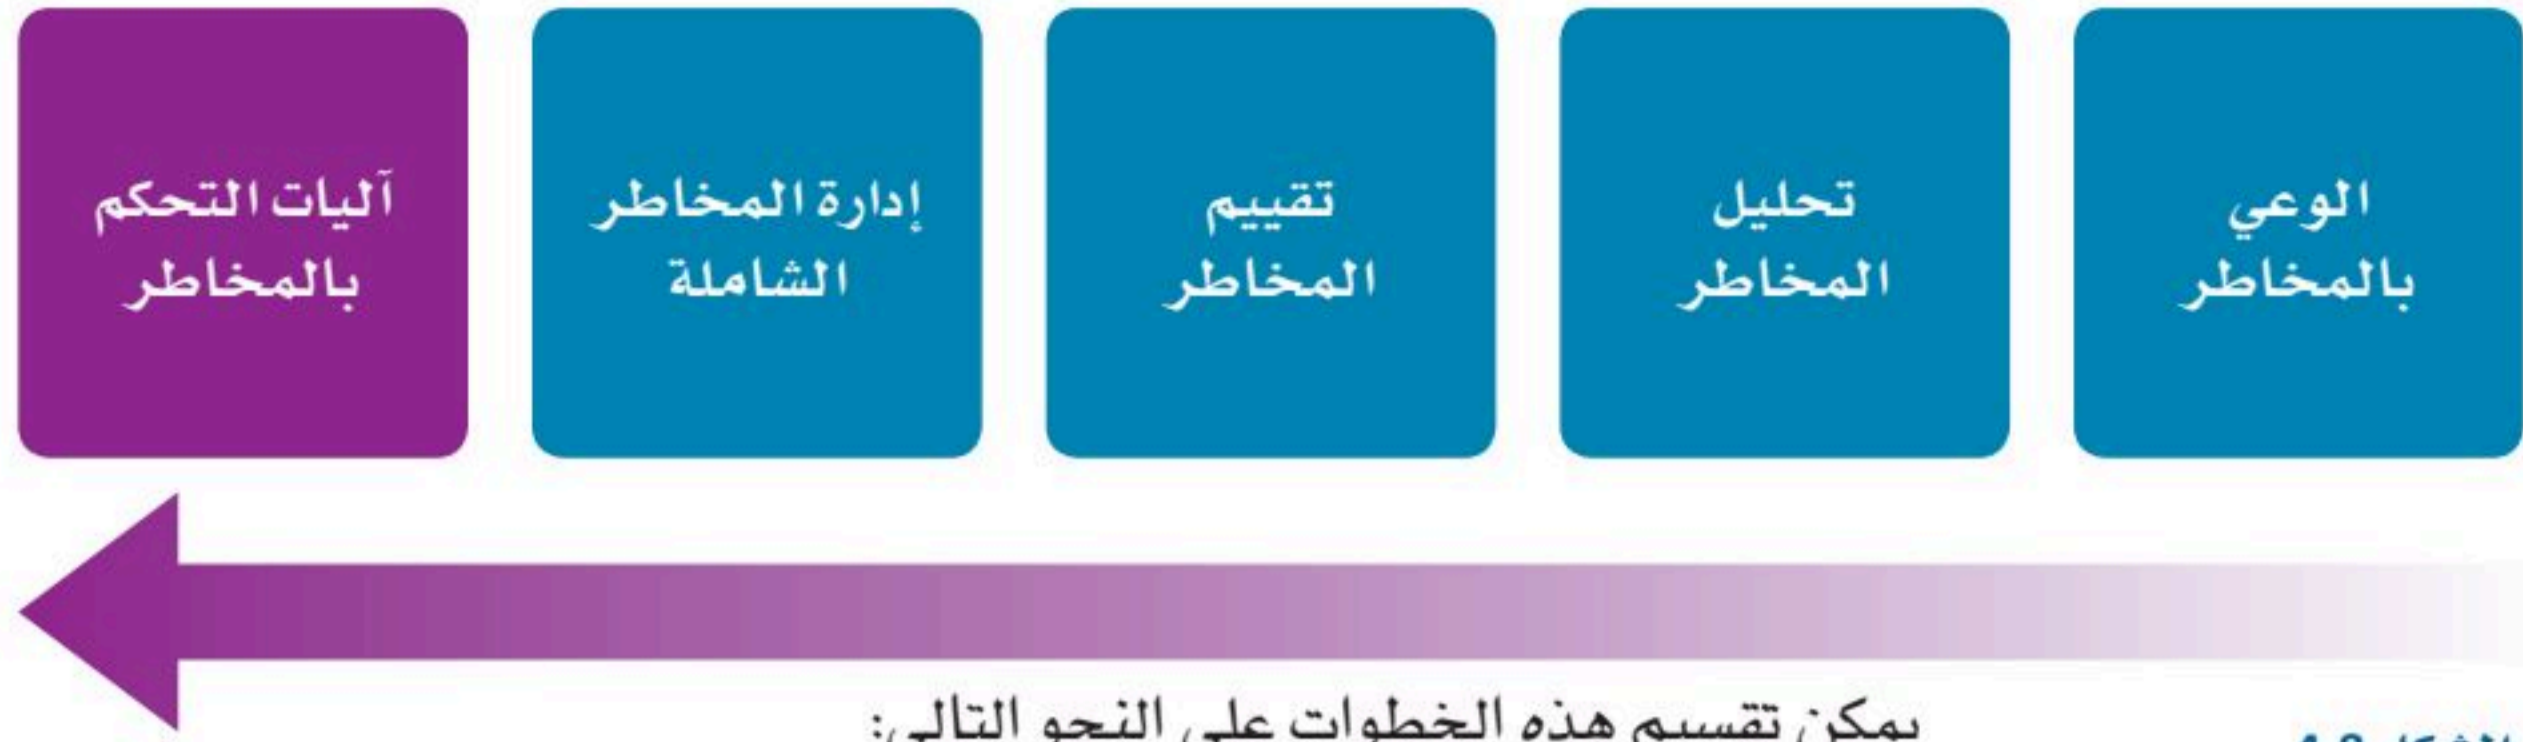 الوعي
بالمخاطر
تحليل
المخاطر
تقييم
المخاطر
إدارة المخاطر
الشاملة
آليات التحكم
بالمخاطر
يمكن تقسيم هذه الخطوات على النحو التالي: